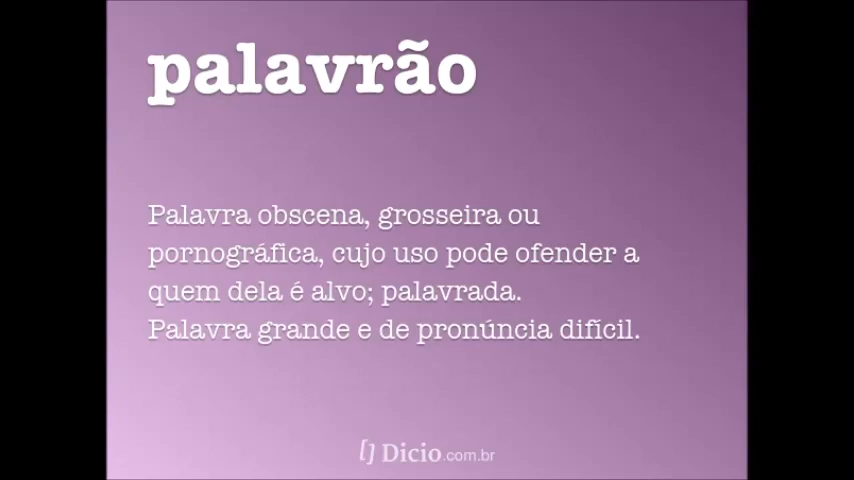 palavrão
Palavra obscena, grosseira ou
pornográfica, cujo uso pode ofender a
quem dela é alvo; palavrada.
Palavra grande e de pronúncia difícil.
[] Dicio.com.br